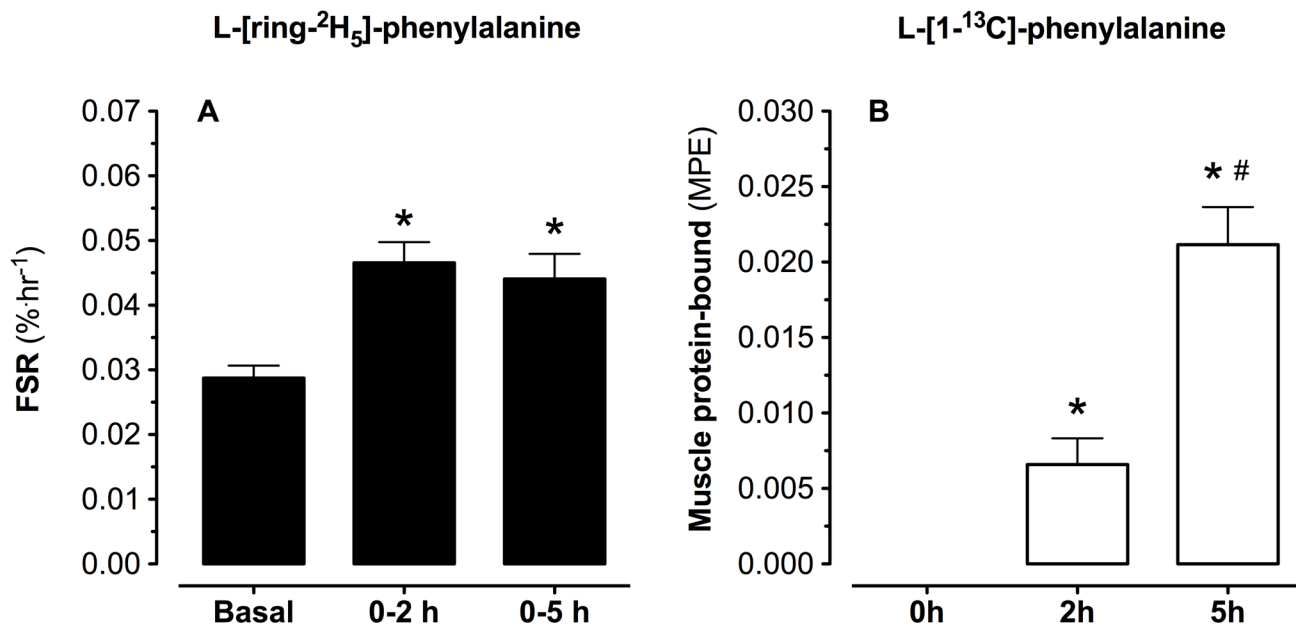 L-[ring-²H₅]-phenylalanine
A
FSR (%·hr⁻¹)
0.07
0.06
0.05
0.04
0.03
0.02
0.01
0.00
*
*
Basal 0-2 h 0-5 h
L-[1-¹³C]-phenylalanine
B
Muscle protein-bound (MPE)
0.030
0.025
0.020
0.015
0.010
0.005
0.000
*
* #
0h 2h 5h